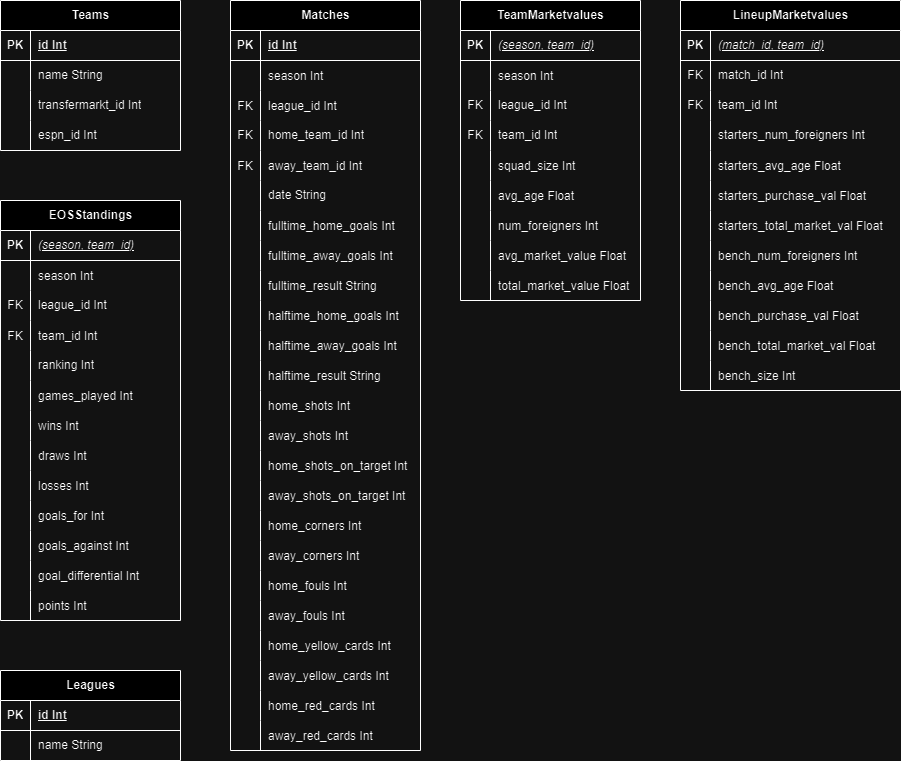 Teams
PK id Int
name String
transfermarkt_id Int
espn_id Int
EOSStandings
PK (season, team_id)
season Int
FK league_id Int
FK team_id Int
ranking Int
games_played Int
wins Int
draws Int
losses Int
goals_for Int
goals_against Int
goal_differential Int
points Int
Leagues
PK id Int
name String
Matches
PK id Int
season Int
FK league_id Int
FK home_team_id Int
FK away_team_id Int
date String
fulltime_home_goals Int
fulltime_away_goals Int
fulltime_result String
halftime_home_goals Int
halftime_away_goals Int
halftime_result String
home_shots Int
away_shots Int
home_shots_on_target Int
away_shots_on_target Int
home_corners Int
away_corners Int
home_fouls Int
away_fouls Int
home_yellow_cards Int
away_yellow_cards Int
home_red_cards Int
away_red_cards Int
TeamMarketvalues
PK (season, team_id)
season Int
FK league_id Int
FK team_id Int
squad_size Int
avg_age Float
num_foreigners Int
avg_market_value Float
total_market_value Float
LineupMarketvalues
PK (match_id, team_id)
FK match_id Int
FK team_id Int
starters_num_foreigners Int
starters_avg_age Float
starters_purchase_val Float
starters_total_market_val Float
bench_num_foreigners Int
bench_avg_age Float
bench_purchase_val Float
bench_total_market_val Float
bench_size Int